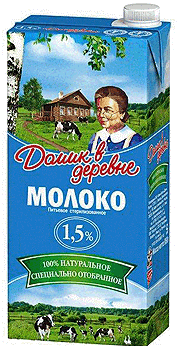 Домик в
деревне
МОЛОКО
Питьевое стерилизованное
1,5%
100% НАТУРАЛЬНОЕ
СПЕЦИАЛЬНО ОТОБРАННОЕ